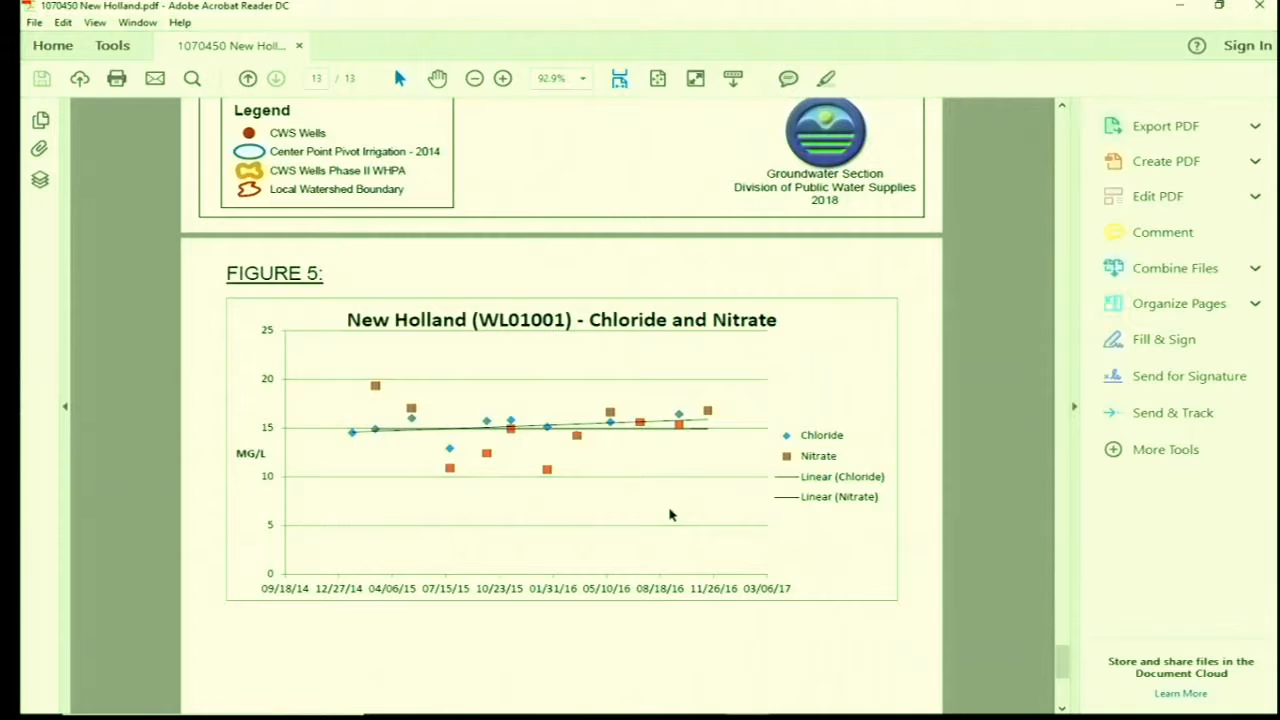 1070450 New Holland.pdf - Adobe Acrobat Reader DC
File Edit View Window Help
Home Tools 1070450 New Holl... × Sign In
13 / 13 92.9%
Legend
CWS Wells
Center Point Pivot Irrigation - 2014
CWS Wells Phase II WHPA
Local Watershed Boundary
Groundwater Section
Division of Public Water Supplies
2018
FIGURE 5:
New Holland (WL01001) - Chloride and Nitrate
25
20
15
MG/L
10
5
0
09/18/14 12/27/14 04/06/15 07/15/15 10/23/15 01/31/16 05/10/16 08/18/16 11/26/16 03/06/17
Chloride
Nitrate
Linear (Chloride)
Linear (Nitrate)
Export PDF
Create PDF
Edit PDF
Comment
Combine Files
Organize Pages
Fill & Sign
Send for Signature
Send & Track
More Tools
Store and share files in the
Document Cloud
Learn More